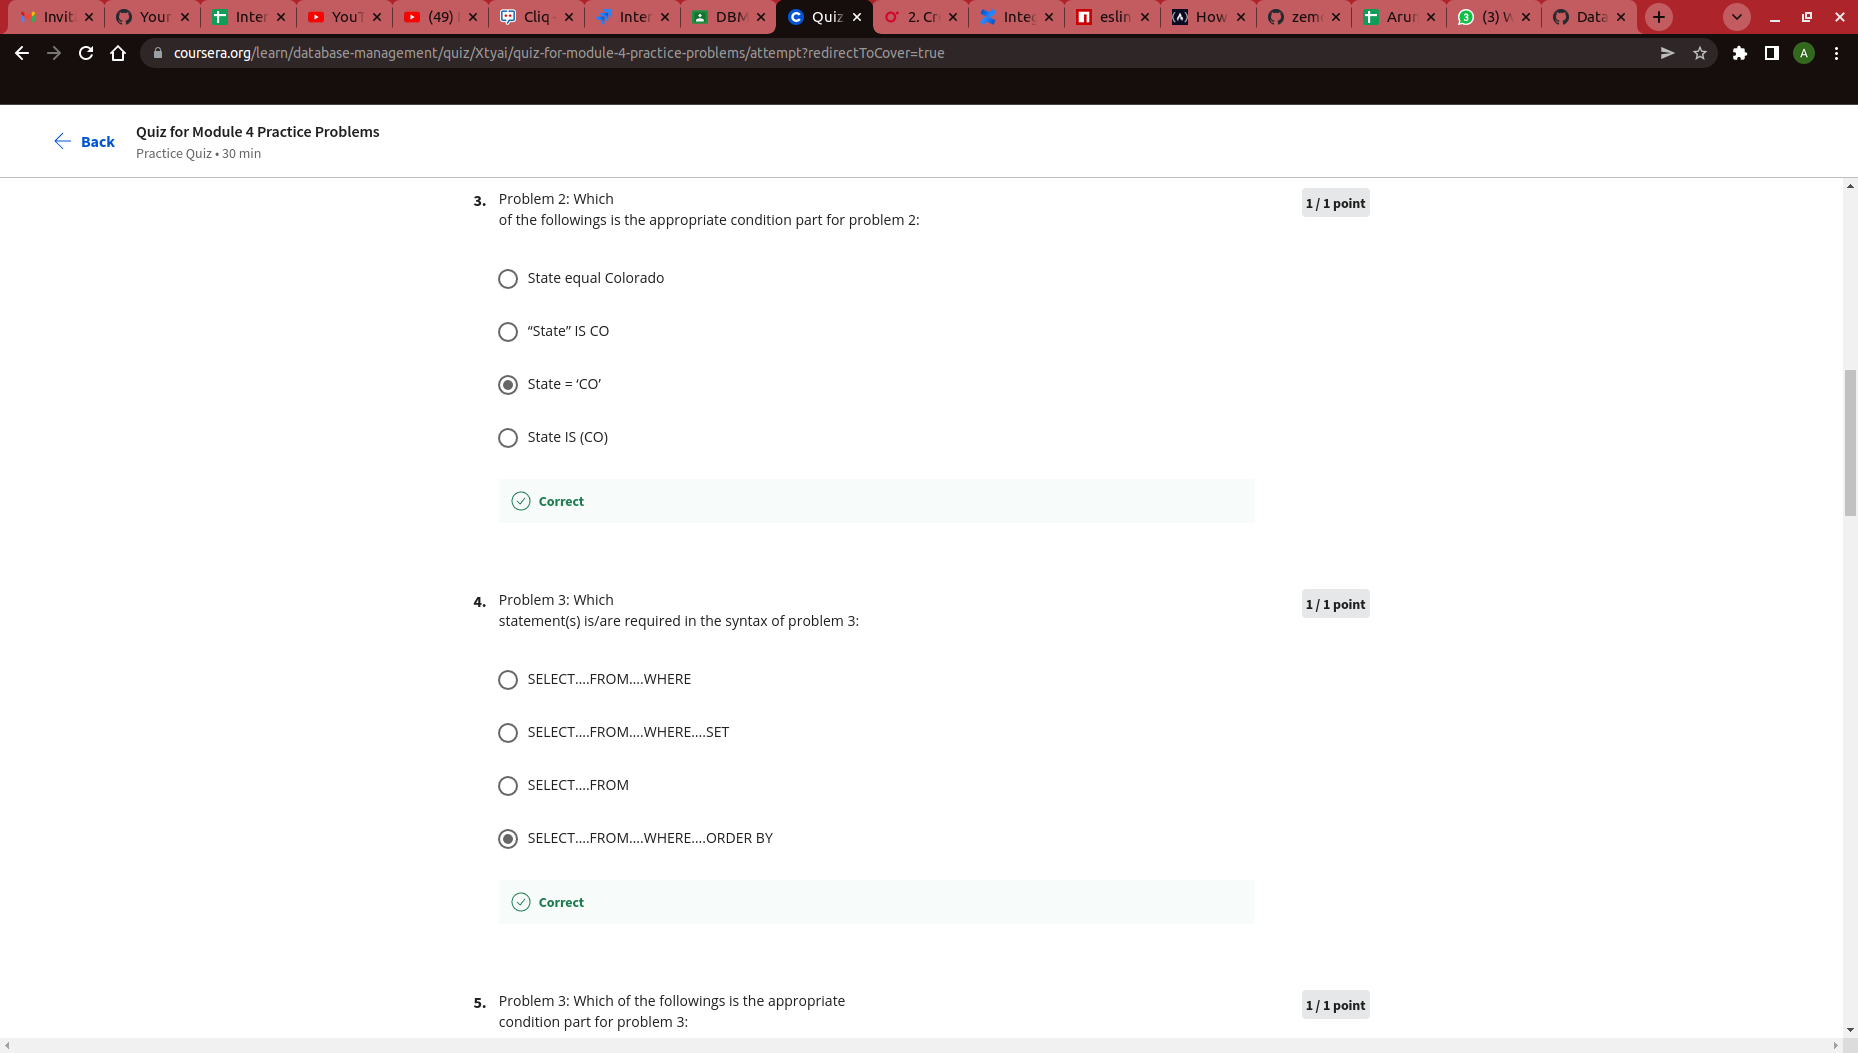 Invit
Your
Inter
YouT
(49)
Cliq
Inter
DBM
Quiz
2. Cr
Integ
eslin
How
zem
Arun
(3) W
Data
coursera.org/learn/database-management/quiz/Xtyai/quiz-for-module-4-practice-problems/attempt?redirectToCover=true
A
Back
Quiz for Module 4 Practice Problems
Practice Quiz • 30 min
3. Problem 2: Which
of the followings is the appropriate condition part for problem 2:
1 / 1 point
State equal Colorado
“State” IS CO
State = ‘CO’
State IS (CO)
Correct
4. Problem 3: Which
statement(s) is/are required in the syntax of problem 3:
1 / 1 point
SELECT....FROM....WHERE
SELECT....FROM....WHERE....SET
SELECT....FROM
SELECT....FROM....WHERE....ORDER BY
Correct
5. Problem 3: Which of the followings is the appropriate
condition part for problem 3:
1 / 1 point